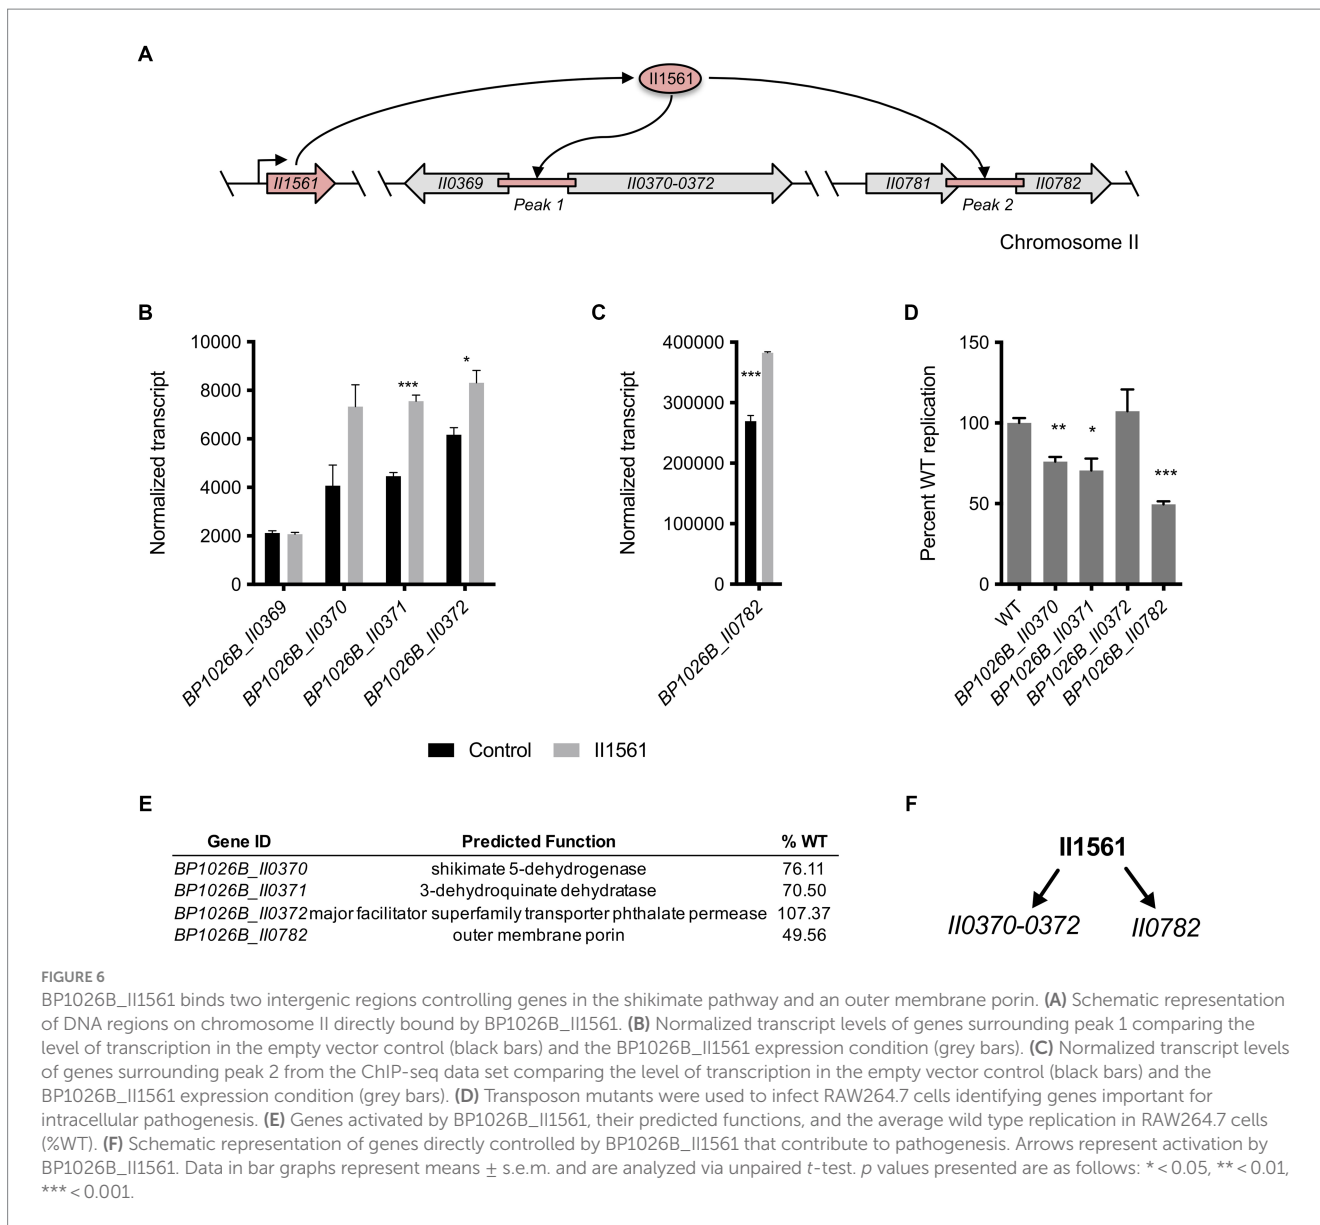 A
II1561
II1561
II0369
II0370-0372
II0781
II0782
Peak 1
Peak 2
Chromosome II
B
C
D
Normalized transcript
10000
8000
6000
4000
2000
0
***
*
BP1026B_II0369
BP1026B_II0370
BP1026B_II0371
BP1026B_II0372
Normalized transcript
400000
300000
200000
100000
0
***
BP1026B_II0782
Percent WT replication
150
100
50
0
**
*
***
WT
BP1026B_II0370
BP1026B_II0371
BP1026B_II0372
BP1026B_II0782
Control
II1561
E
Gene ID Predicted Function % WT
BP1026B_II0370 shikimate 5-dehydrogenase 76.11
BP1026B_II0371 3-dehydroquinate dehydratase 70.50
BP1026B_II0372 major facilitator superfamily transporter phthalate permease 107.37
BP1026B_II0782 outer membrane porin 49.56
F
II1561
II0370-0372 II0782
FIGURE 6
BP1026B_II1561 binds two intergenic regions controlling genes in the shikimate pathway and an outer membrane porin. (A) Schematic representation
of DNA regions on chromosome II directly bound by BP1026B_II1561. (B) Normalized transcript levels of genes surrounding peak 1 comparing the
level of transcription in the empty vector control (black bars) and the BP1026B_II1561 expression condition (grey bars). (C) Normalized transcript levels
of genes surrounding peak 2 from the ChIP-seq data set comparing the level of transcription in the empty vector control (black bars) and the
BP1026B_II1561 expression condition (grey bars). (D) Transposon mutants were used to infect RAW264.7 cells identifying genes important for
intracellular pathogenesis. (E) Genes activated by BP1026B_II1561, their predicted functions, and the average wild type replication in RAW264.7 cells
(%WT). (F) Schematic representation of genes directly controlled by BP1026B_II1561 that contribute to pathogenesis. Arrows represent activation by
BP1026B_II1561. Data in bar graphs represent means ± s.e.m. and are analyzed via unpaired t-test. p values presented are as follows: * < 0.05, ** < 0.01,
*** < 0.001.